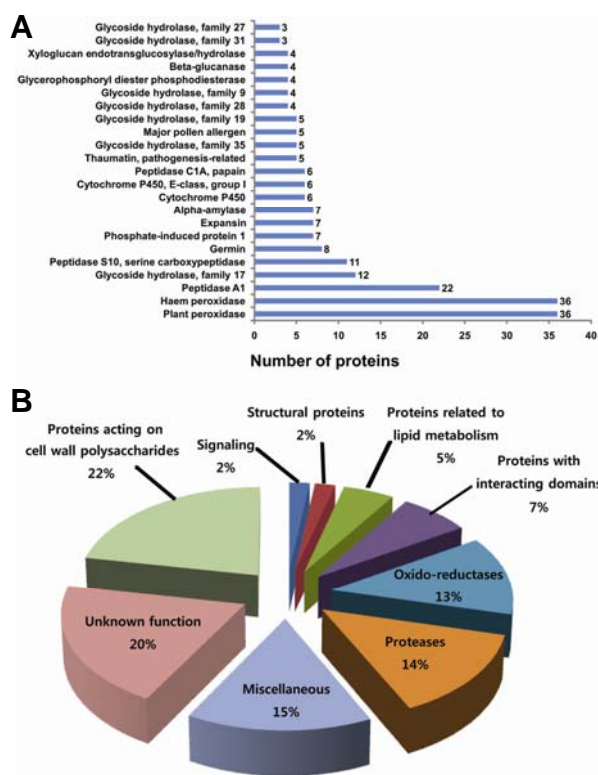 A
Glycoside hydrolase, family 27 3
Glycoside hydrolase, family 31 3
Xyloglucan endotransglucosylase/hydrolase 4
Beta-glucanase 4
Glycerophosphoryl diester phosphodiesterase 4
Glycoside hydrolase, family 9 4
Glycoside hydrolase, family 28 4
Glycoside hydrolase, family 19 5
Major pollen allergen 5
Glycoside hydrolase, family 35 5
Thaumatin, pathogenesis-related 5
Peptidase C1A, papain 6
Cytochrome P450, E-class, group I 6
Cytochrome P450 6
Alpha-amylase 7
Expansin 7
Phosphate-induced protein 1 7
Germin 8
Peptidase S10, serine carboxypeptidase 11
Glycoside hydrolase, family 17 12
Peptidase A1 22
Haem peroxidase 36
Plant peroxidase 36
0 5 10 15 20 25 30 35 40
Number of proteins
B
Proteins acting on
cell wall polysaccharides
22%
Signaling
2%
Structural proteins
2%
Proteins related to
lipid metabolism
5%
Proteins with
interacting domains
7%
Oxido-reductases
13%
Proteases
14%
Miscellaneous
15%
Unknown function
20%